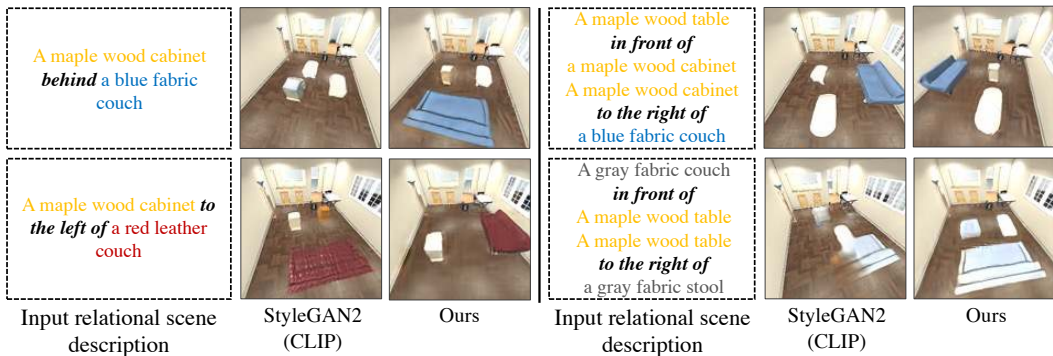 A maple wood cabinet
behind a blue fabric
couch
A maple wood table
in front of
a maple wood cabinet
A maple wood cabinet
to the right of
a blue fabric couch
A maple wood cabinet to
the left of a red leather
couch
A gray fabric couch
in front of
A maple wood table
A maple wood table
to the right of
a gray fabric stool
Input relational scene
description
StyleGAN2
(CLIP)
Ours
Input relational scene
description
StyleGAN2
(CLIP)
Ours